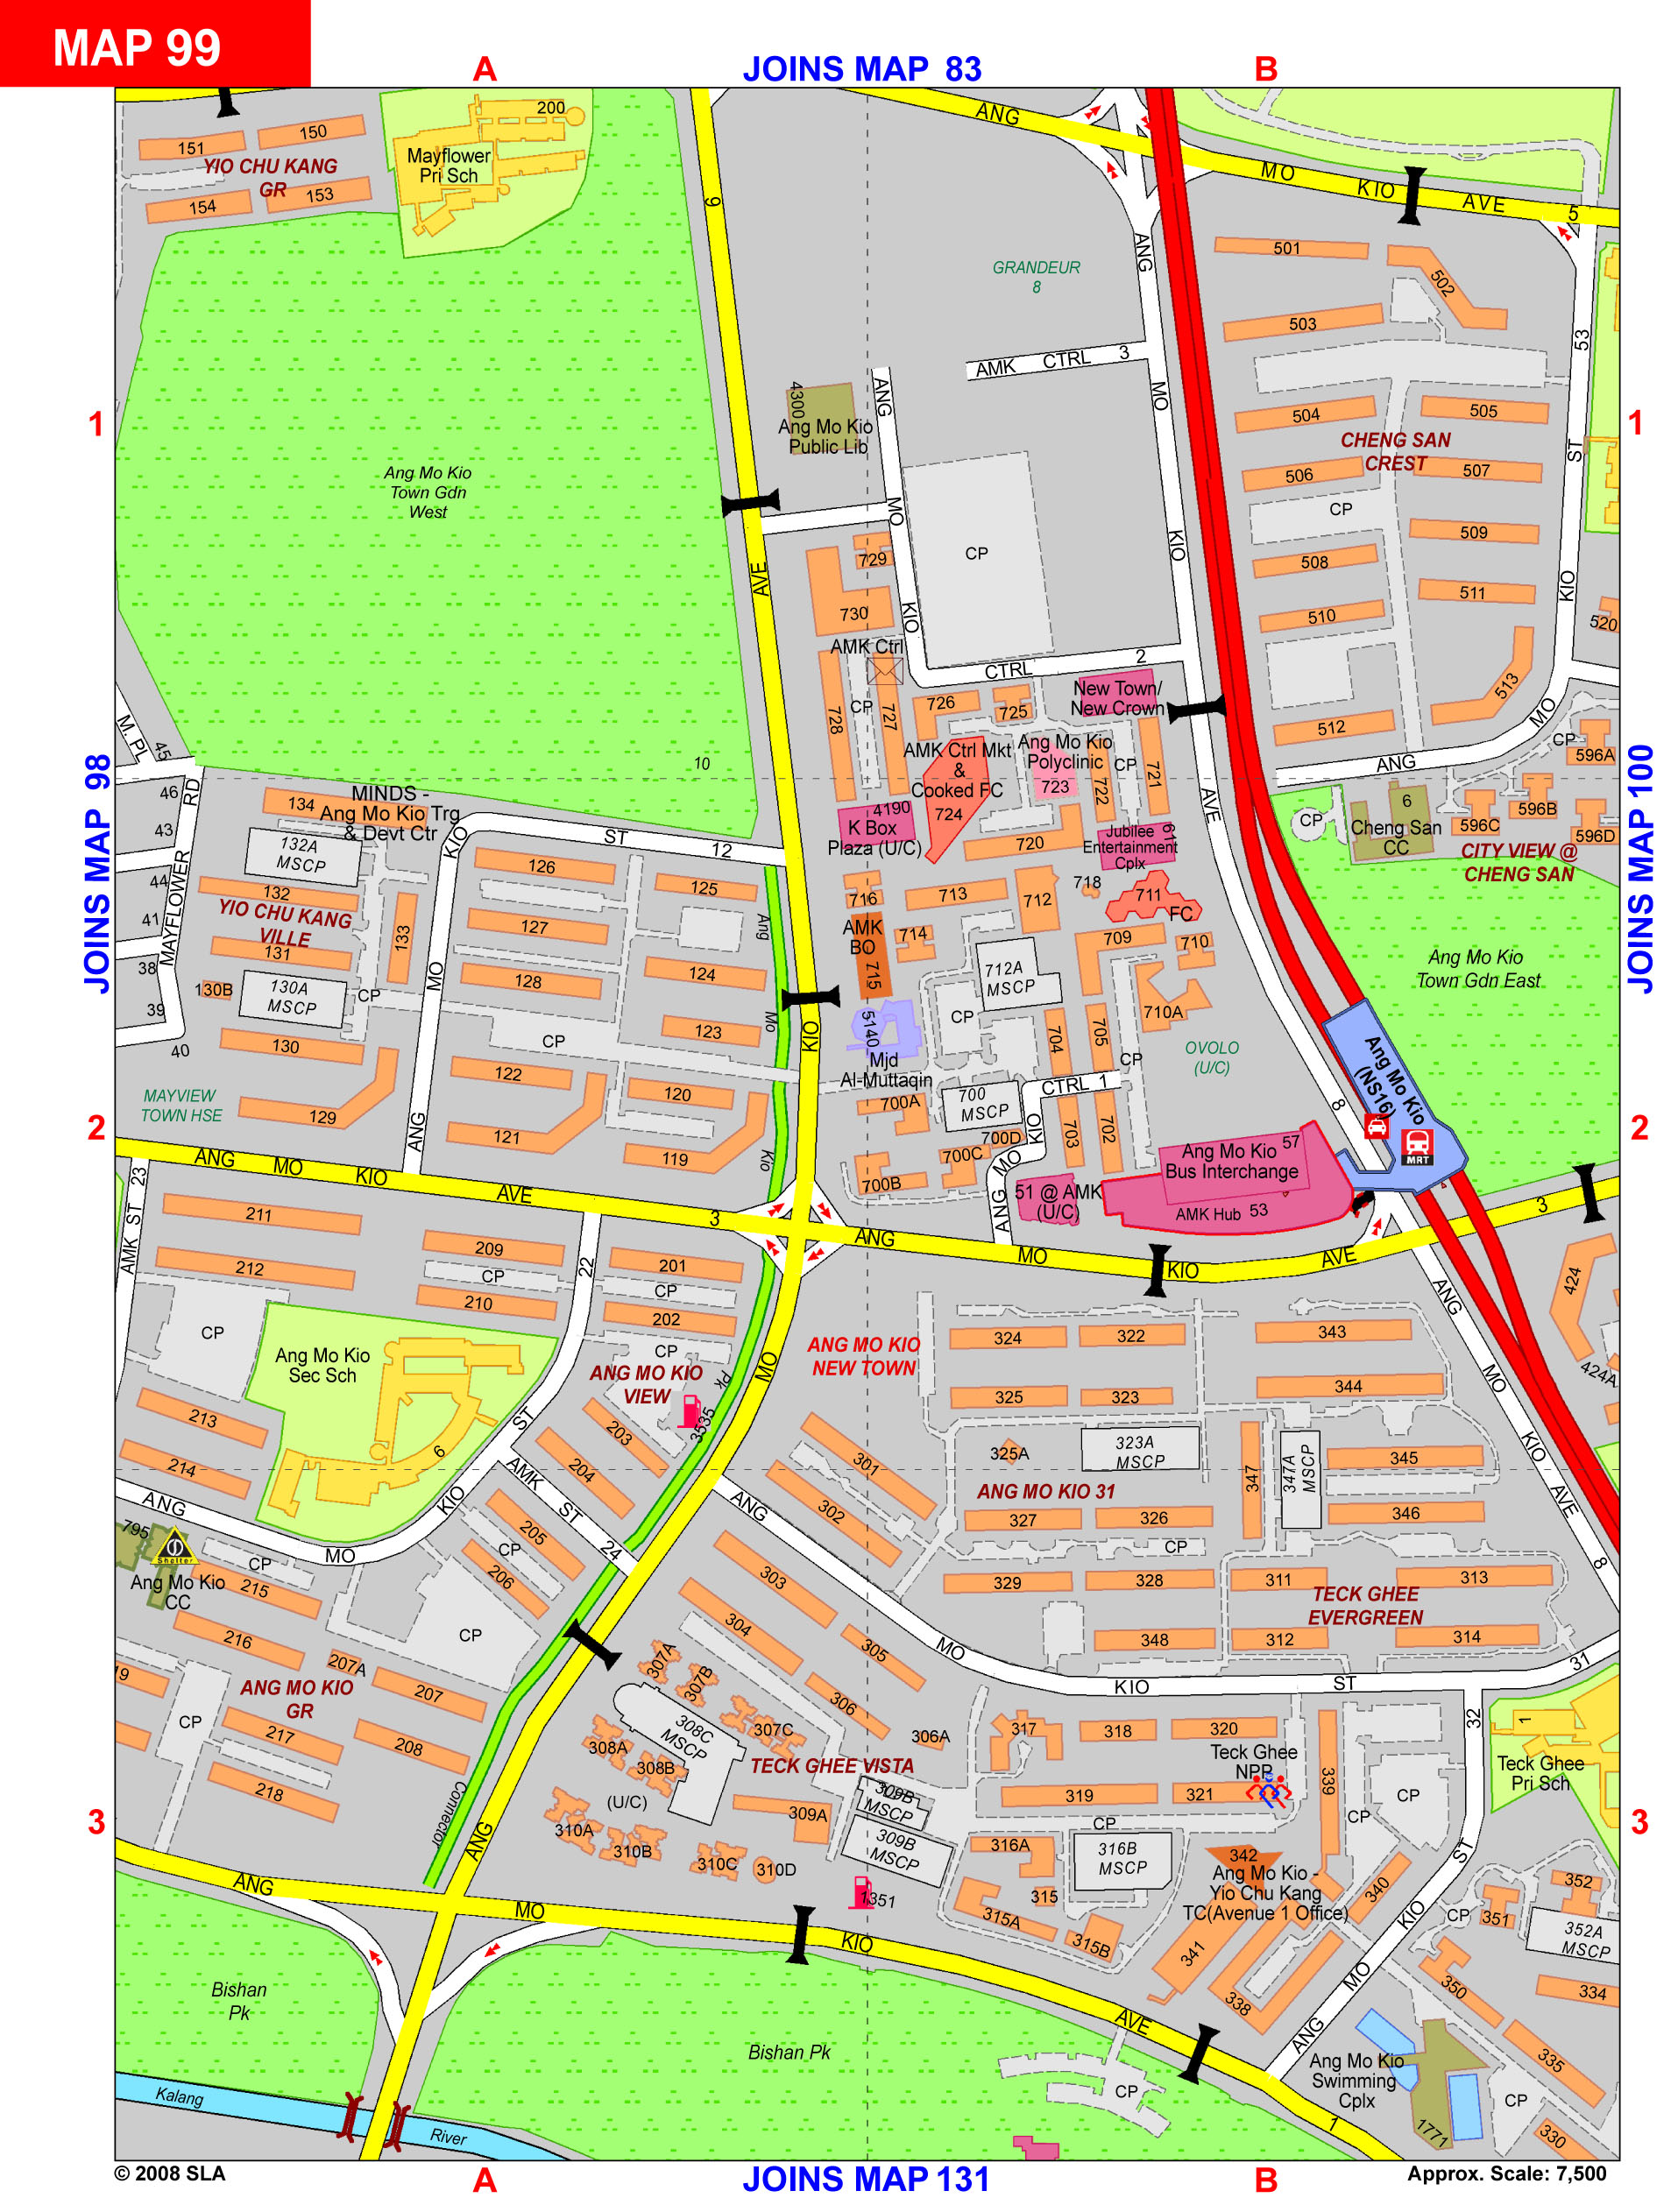 MAP 99
A
JOINS MAP 83
B
200
150
151
Mayflower
Pri Sch
YIO CHU KANG
GR
153
154
ANG
MO
KIO
AVE
5
6
ANG
GRANDEUR
8
501
502
503
53
AMK CTRL 3
4300
Ang Mo Kio
Public Lib
ANG
MO
504
505
1
1
CHENG SAN
CREST
ST
506
507
Ang Mo Kio
Town Gdn
West
MO
CP
CP
KIO
509
729
508
AVE
KIO
511
730
KIO
510
520
AMK Ctrl
CTRL
2
728
CP
727
726
725
New Town/
New Crown
513
512
MO
M. PL
45
AMK Ctrl Mkt
&
Cooked FC
724
Ang Mo Kio
Polyclinic
723
722
CP
721
CP
596A
10
ANG
JOINS MAP 98
JOINS MAP 100
46
RD
134
MINDS -
Ang Mo Kio Trg
& Devt Ctr
4190
K Box
Plaza (U/C)
AVE
6
CP
Cheng San
CC
596B
596C
596D
CITY VIEW @
CHENG SAN
43
132A
MSCP
KIO
ST
12
720
61
Jubilee
Entertainment
Cplx
44
MAYFLOWER
132
126
125
716
713
712
718
711
FC
41
YIO CHU KANG
VILLE
133
127
Ang
AMK
BO
714
709
710
131
38
130B
130A
MSCP
CP
MO
128
124
715
712A
MSCP
Ang Mo Kio
Town Gdn East
39
123
Mo
5140
CP
710A
40
130
CP
KIO
Mjd
Al-Muttaqin
704
705
CP
OVOLO
(U/C)
Ang Mo Kio
(NS16)
MAYVIEW
TOWN HSE
129
122
120
700A
700
MSCP
CTRL 1
8
2
2
ANG
121
119
Kio
700D
700C
700B
KIO
MO
ANG
703
702
Ang Mo Kio 57
Bus Interchange
MRT
51 @ AMK
(U/C)
AMK Hub 53
ANG
MO
KIO
AVE
3
ANG
MO
KIO
AVE
3
23
AMK ST
211
212
209
CP
210
22
201
CP
202
CP
ANG
424
424A
CP
Ang Mo Kio
Sec Sch
6
ANG MO KIO
VIEW
3535
MO
Pk
ANG MO KIO
NEW TOWN
324
322
343
325
323
344
MO
213
214
ST
203
204
301
302
325A
323A
MSCP
347
347A
MSCP
345
346
KIO
ANG
KIO
AMK
ST
24
ANG
ANG MO KIO 31
327
326
CP
AVE
8
795
Shelter
Ang Mo Kio
CC
MO
CP
215
205
CP
206
303
329
328
311
313
TECK GHEE
EVERGREEN
216
CP
304
305
348
312
314
19
207A
307A
307B
MO
31
ANG MO KIO
GR
207
306
KIO
ST
CP
217
208
308C
MSCP
307C
306A
317
318
320
32
1
308A
308B
TECK GHEE VISTA
Teck Ghee
NPP
339
Teck Ghee
Pri Sch
218
Connector
(U/C)
309B
MSCP
309A
319
321
CP
CP
3
3
310A
310B
310C
310D
309B
MSCP
CP
316A
316B
MSCP
342
Ang Mo Kio -
Yio Chu Kang
TC(Avenue 1 Office)
340
ST
ANG
ANG
MO
KIO
AVE
1
1351
315
315A
315B
341
338
KIO
MO
ANG
CP
351
352
352A
MSCP
350
334
Bishan
Pk
Bishan Pk
335
Ang Mo Kio
Swimming
Cplx
CP
CP
1771
330
Kalang
River
© 2008 SLA
A
JOINS MAP 131
B
Approx. Scale: 7,500